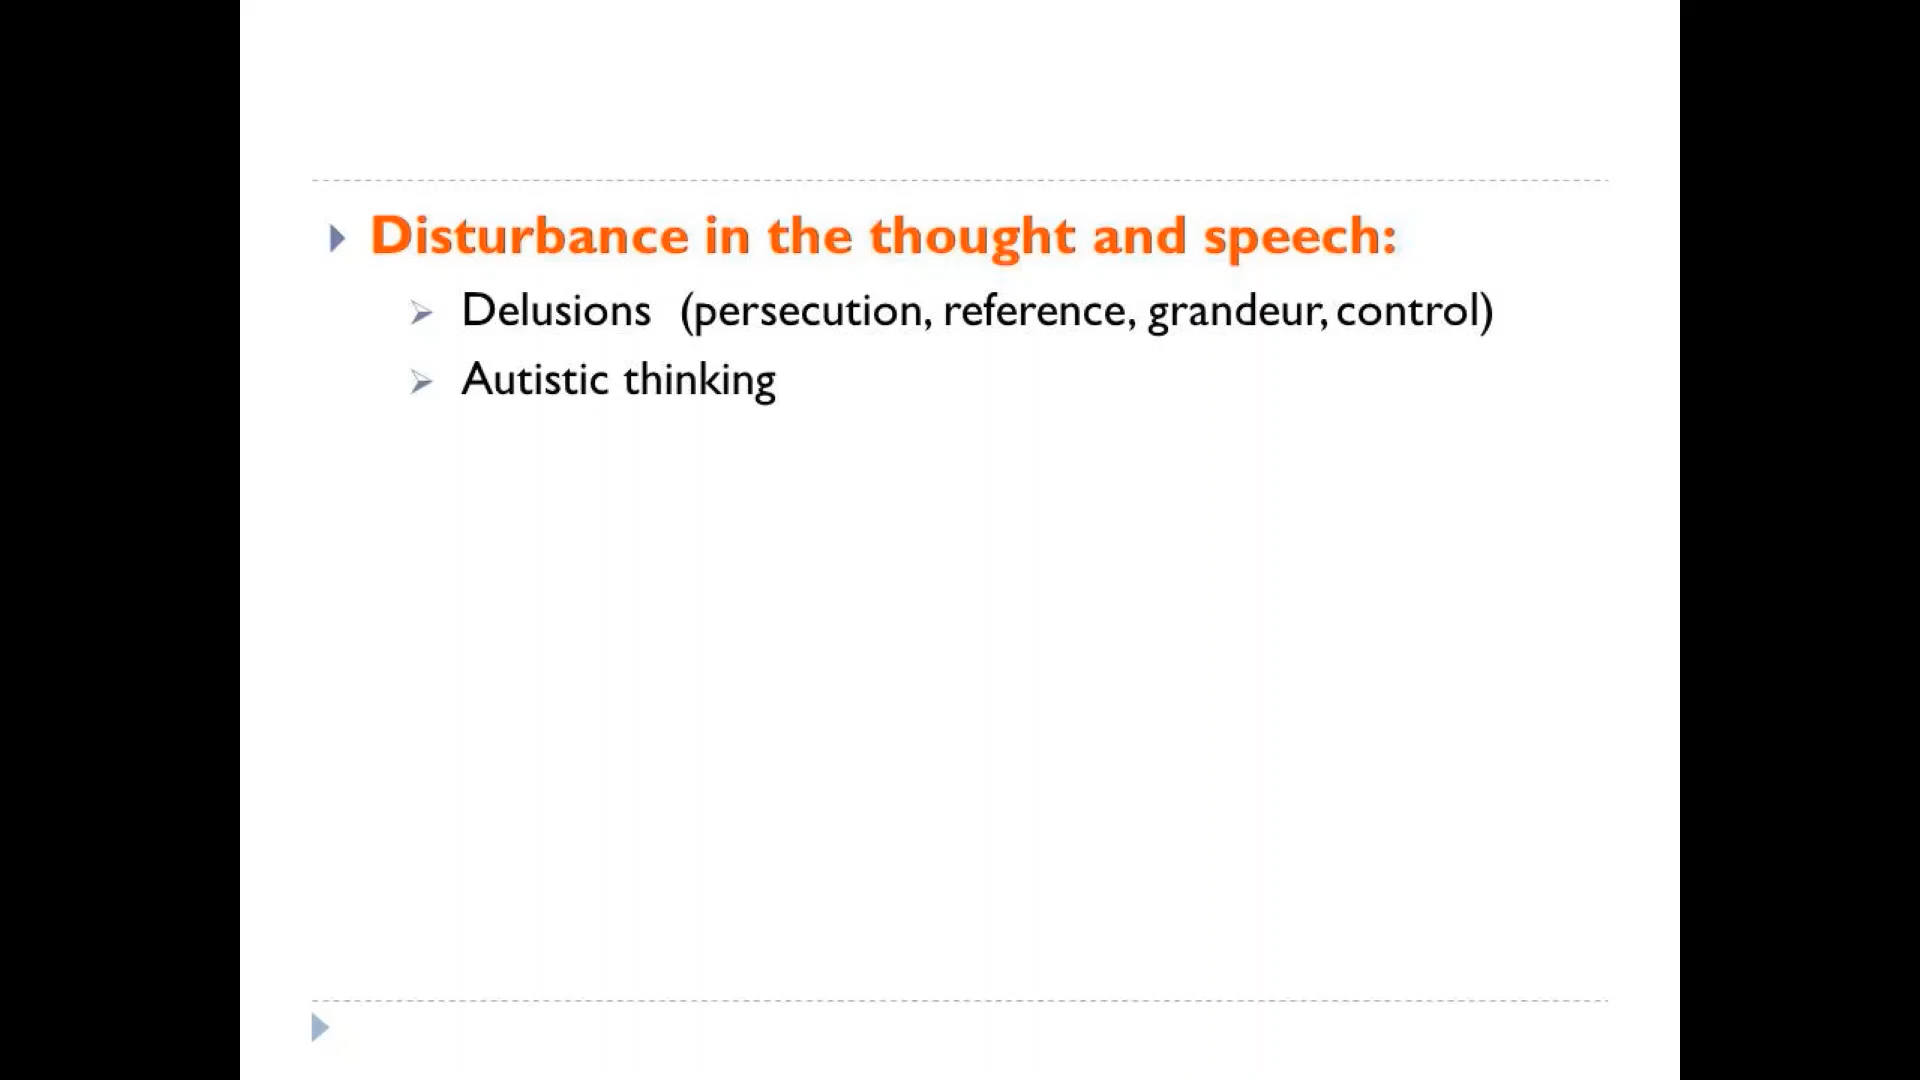 Disturbance in the thought and speech:
Delusions (persecution, reference, grandeur, control)
Autistic thinking